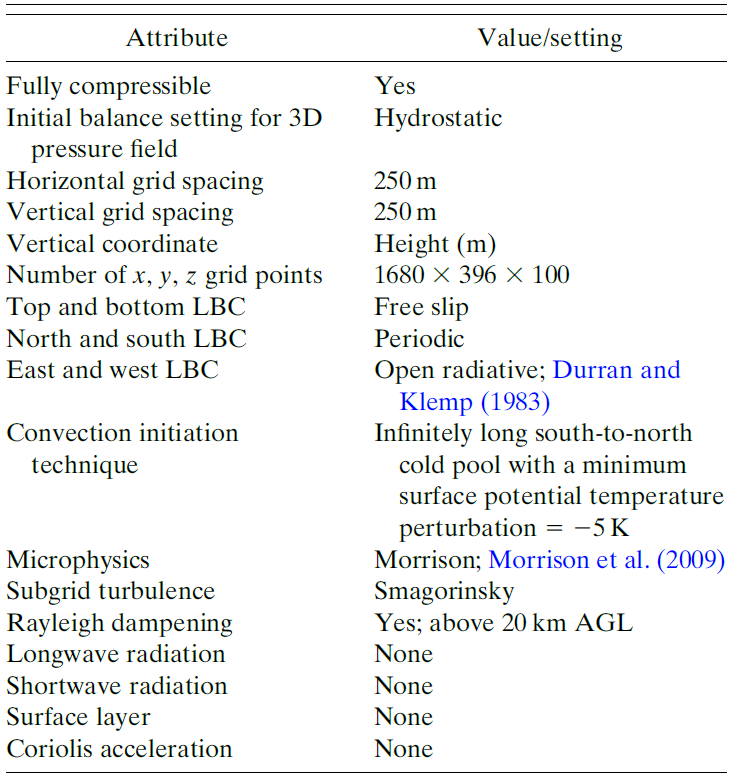 Attribute Value/setting
Fully compressible Yes
Initial balance setting for 3D Hydrostatic
pressure field
Horizontal grid spacing 250 m
Vertical grid spacing 250 m
Vertical coordinate Height (m)
Number of x, y, z grid points 1680 × 396 × 100
Top and bottom LBC Free slip
North and south LBC Periodic
East and west LBC Open radiative; Durran and
Klemp (1983)
Convection initiation Infinitely long south-to-north
technique cold pool with a minimum
surface potential temperature
perturbation = −5 K
Microphysics Morrison; Morrison et al. (2009)
Subgrid turbulence Smagorinsky
Rayleigh dampening Yes; above 20 km AGL
Longwave radiation None
Shortwave radiation None
Surface layer None
Coriolis acceleration None